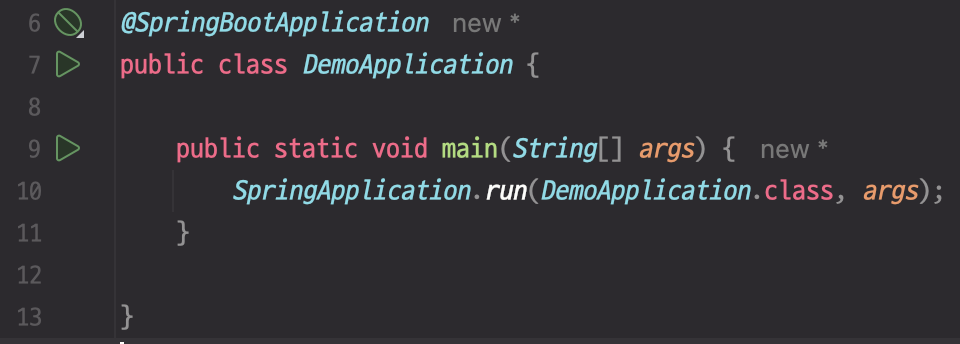 6 @SpringBootApplication new *
7 public class DemoApplication {
8
9 public static void main(String[] args) { new *
10 SpringApplication.run(DemoApplication.class, args);
11 }
12
13 }